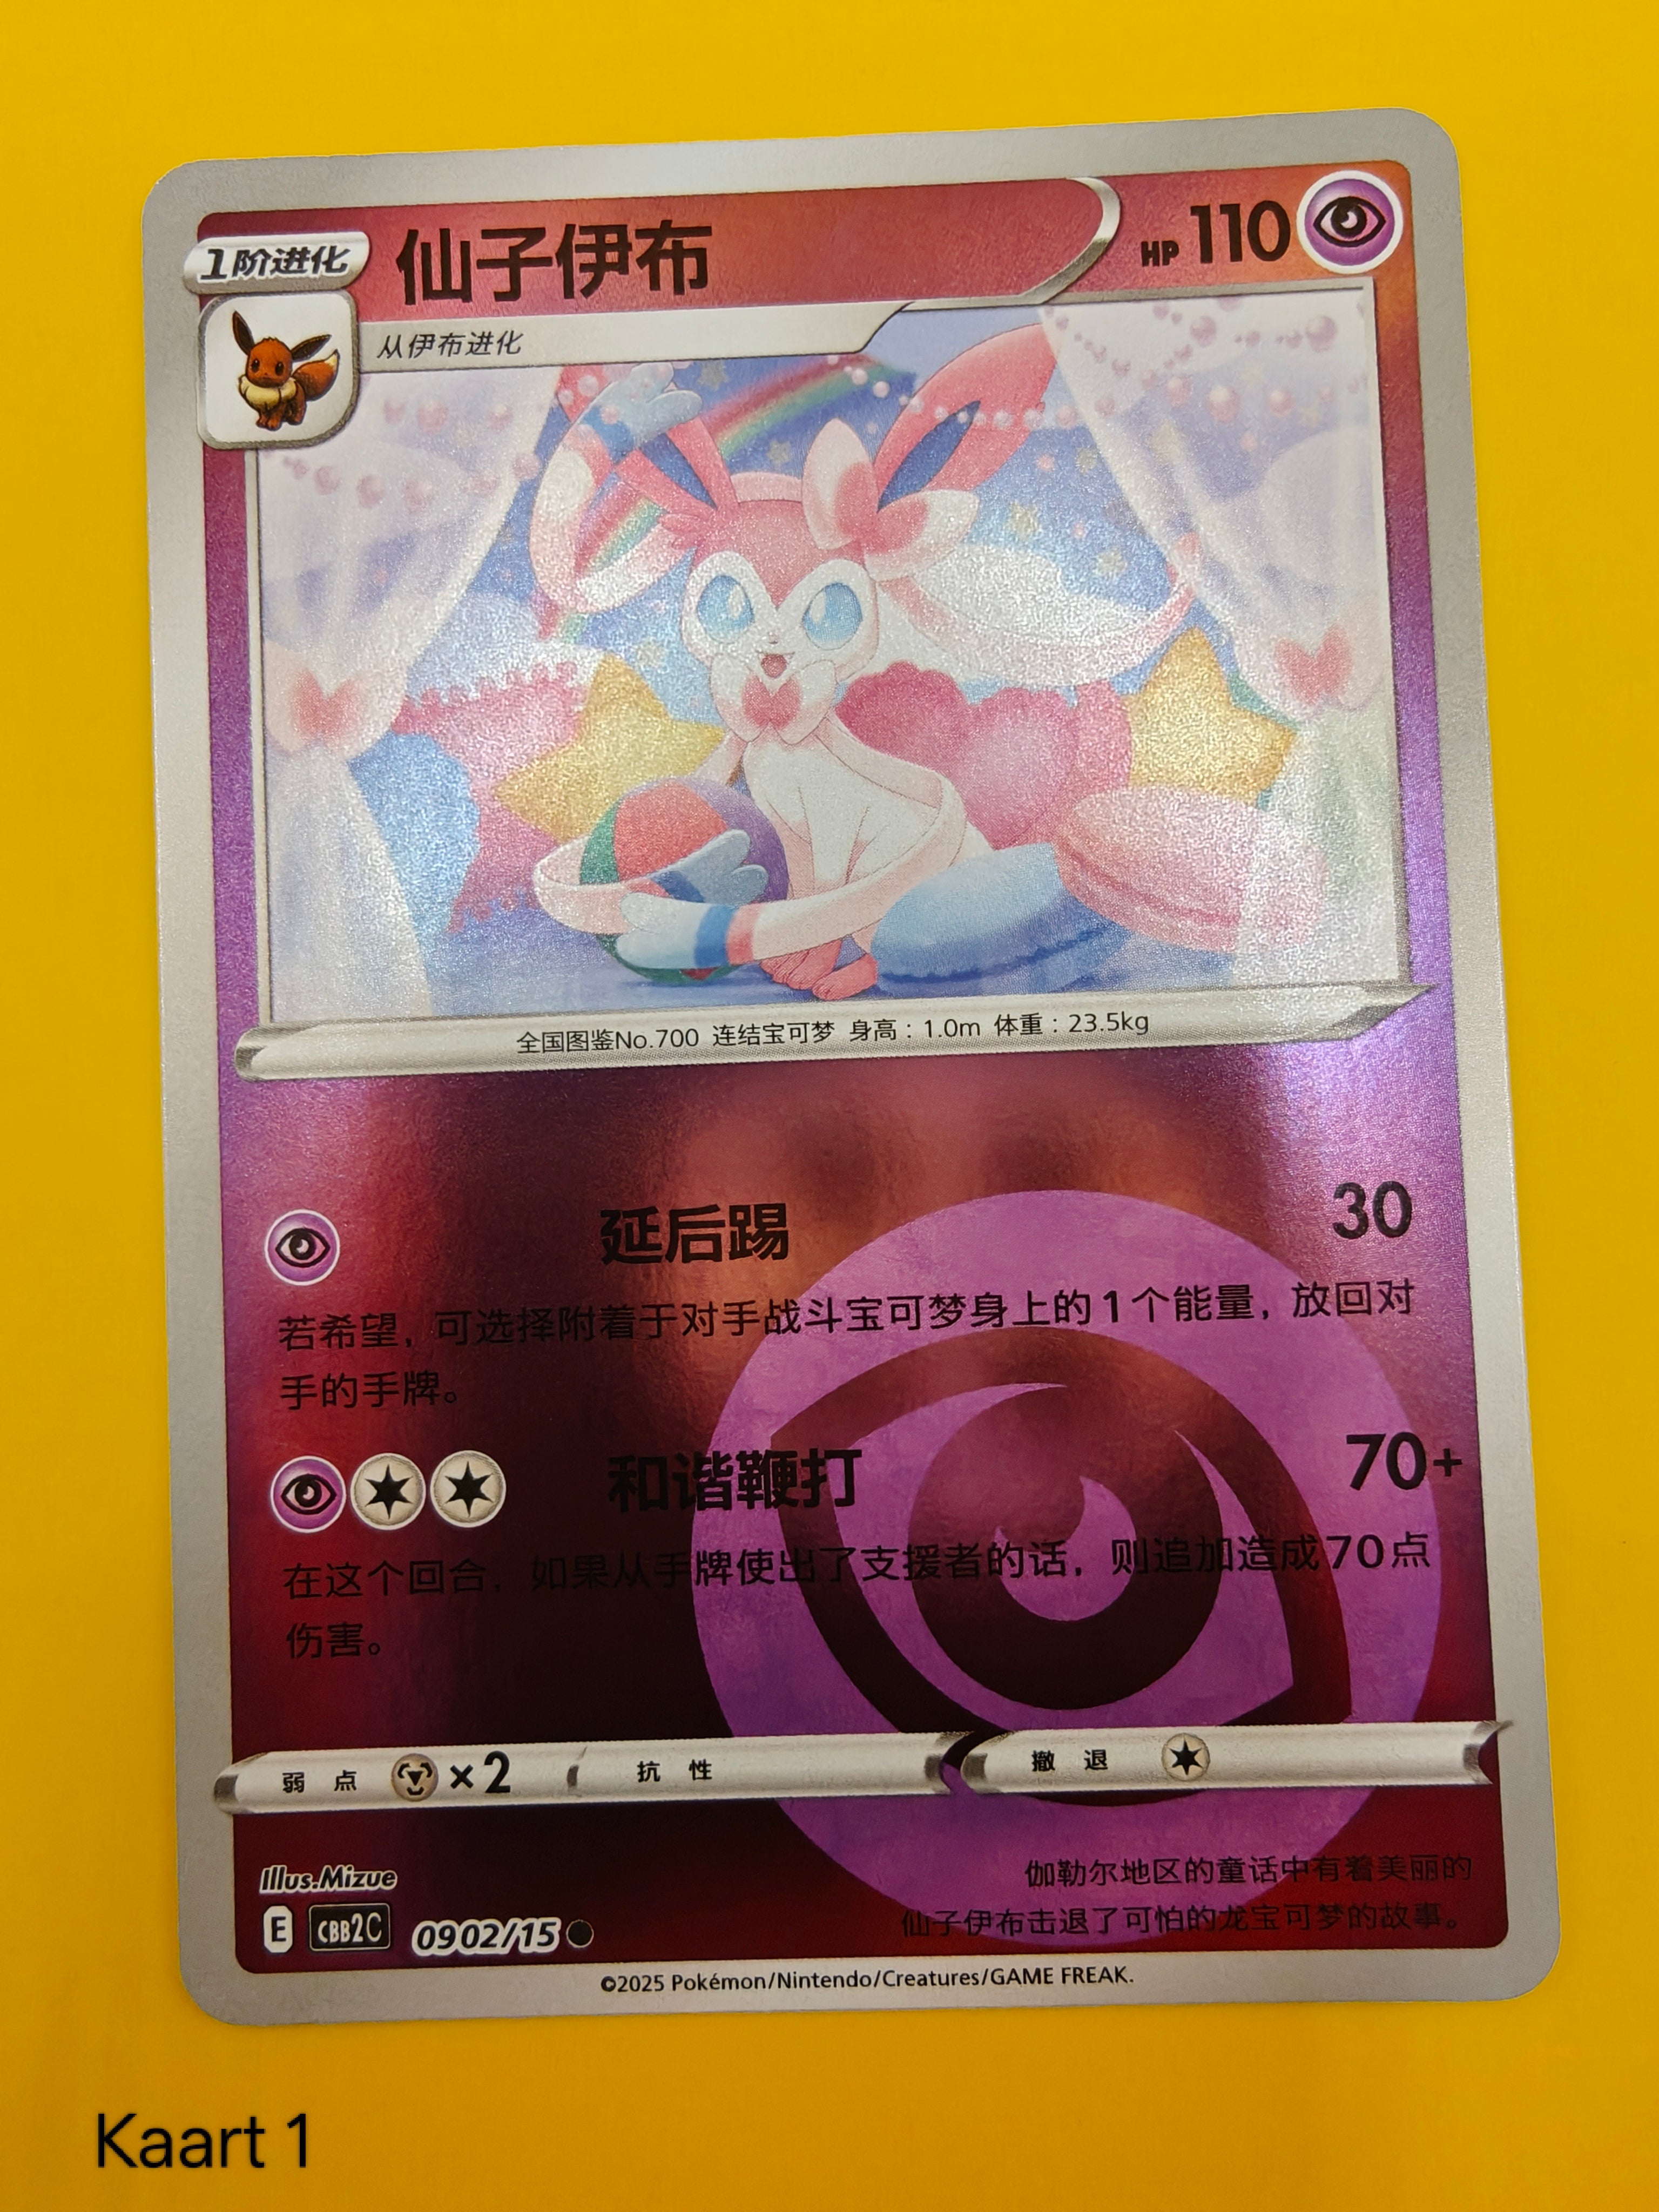 1阶进化
仙子伊布
HP 110
从伊布进化
全国图鉴No.700 连结宝可梦 身高：1.0m 体重：23.5kg
延后踢 30
若希望，可选择附着于对手战斗宝可梦身上的1个能量，放回对
手的手牌。
和谐鞭打 70+
在这个回合，如果从手牌使出了支援者的话，则追加造成70点
伤害。
弱点 ×2 抗性 撤退
Illus.Mizue
E CBB2C 0902/15
伽勒尔地区的童话中有着美丽的
仙子伊布击退了可怕的龙宝可梦的故事。
©2025 Pokémon/Nintendo/Creatures/GAME FREAK.
Kaart 1